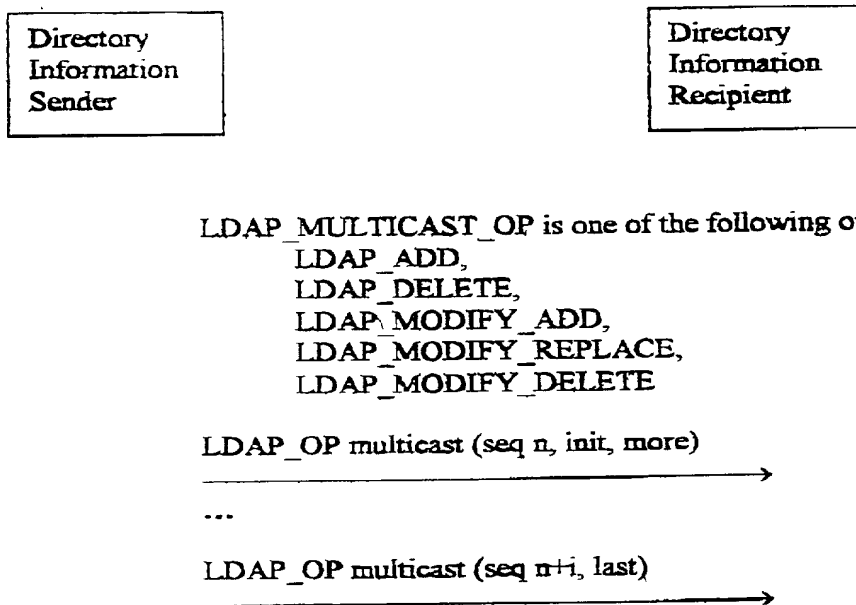 Directory
Information
Sender
Directory
Information
Recipient
LDAP_MULTICAST_OP is one of the following
LDAP_ADD,
LDAP_DELETE,
LDAP_MODIFY_ADD,
LDAP_MODIFY_REPLACE,
LDAP_MODIFY_DELETE
LDAP_OP multicast (seq n, init, more)
...
LDAP_OP multicast (seq n+i, last)